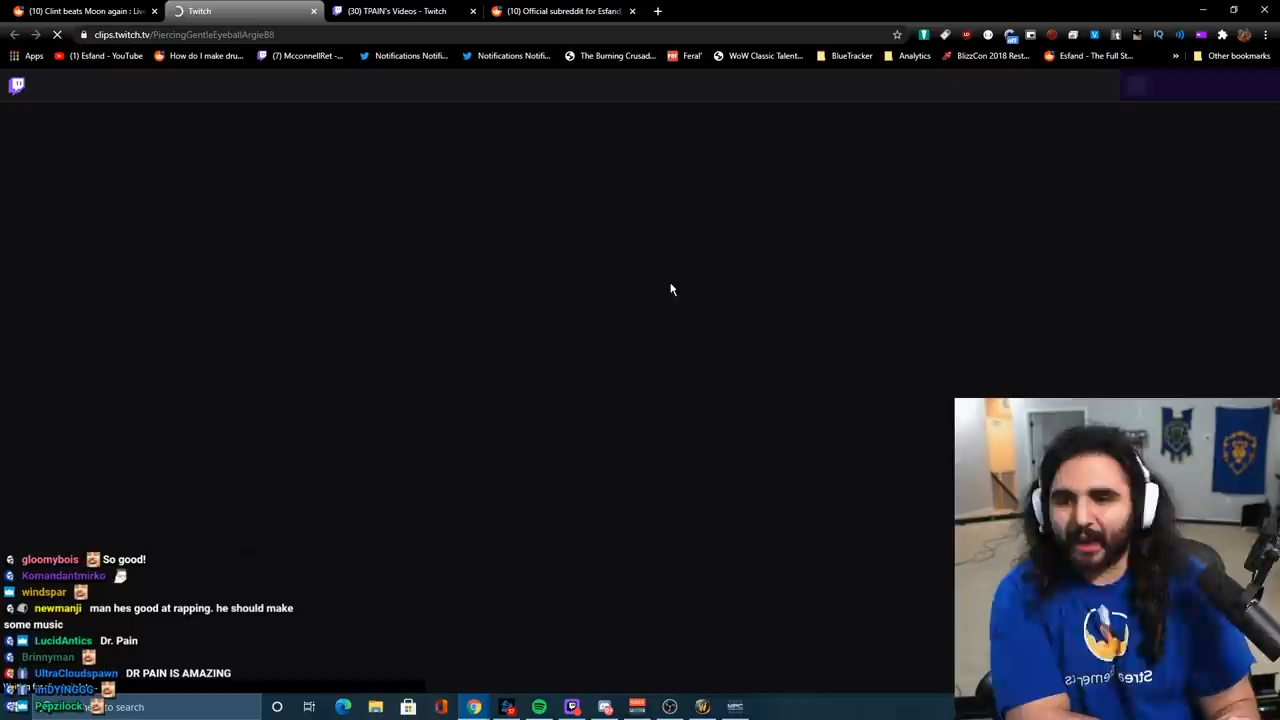 (10) Clint beats Moon again : Liv
Twitch
(30) TPAIN's Videos - Twitch
(10) Official subreddit for Esfand,
clips.twitch.tv/PiercingGentleEyeballArgieB8
Apps
(1) Esfand - YouTube
How do I make dru...
(7) McconnellRet -...
Notifications Notifi...
Notifications Notifi...
The Burning Crusad...
Feral'
WoW Classic Talent...
BlueTracker
Analytics
BlizzCon 2018 Rest...
Esfand - The Full St...
»
Other bookmarks
gloomybois So good!
Komandantmirko
windspar
newmanji man hes good at rapping. he should make
some music
LucidAntics Dr. Pain
Brinnyman
UltraCloudspawn DR PAIN IS AMAZING
imDYINGGG
Pepzilock
to search